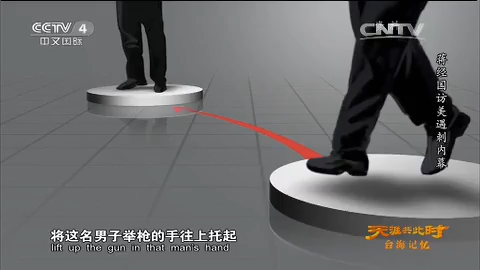 CCTV 4
中文国际
CNTV
蒋经国访美遇刺内幕
将这名男子举枪的手往上托起
lift up the gun in that man's hand
天涯共此时
台海记忆